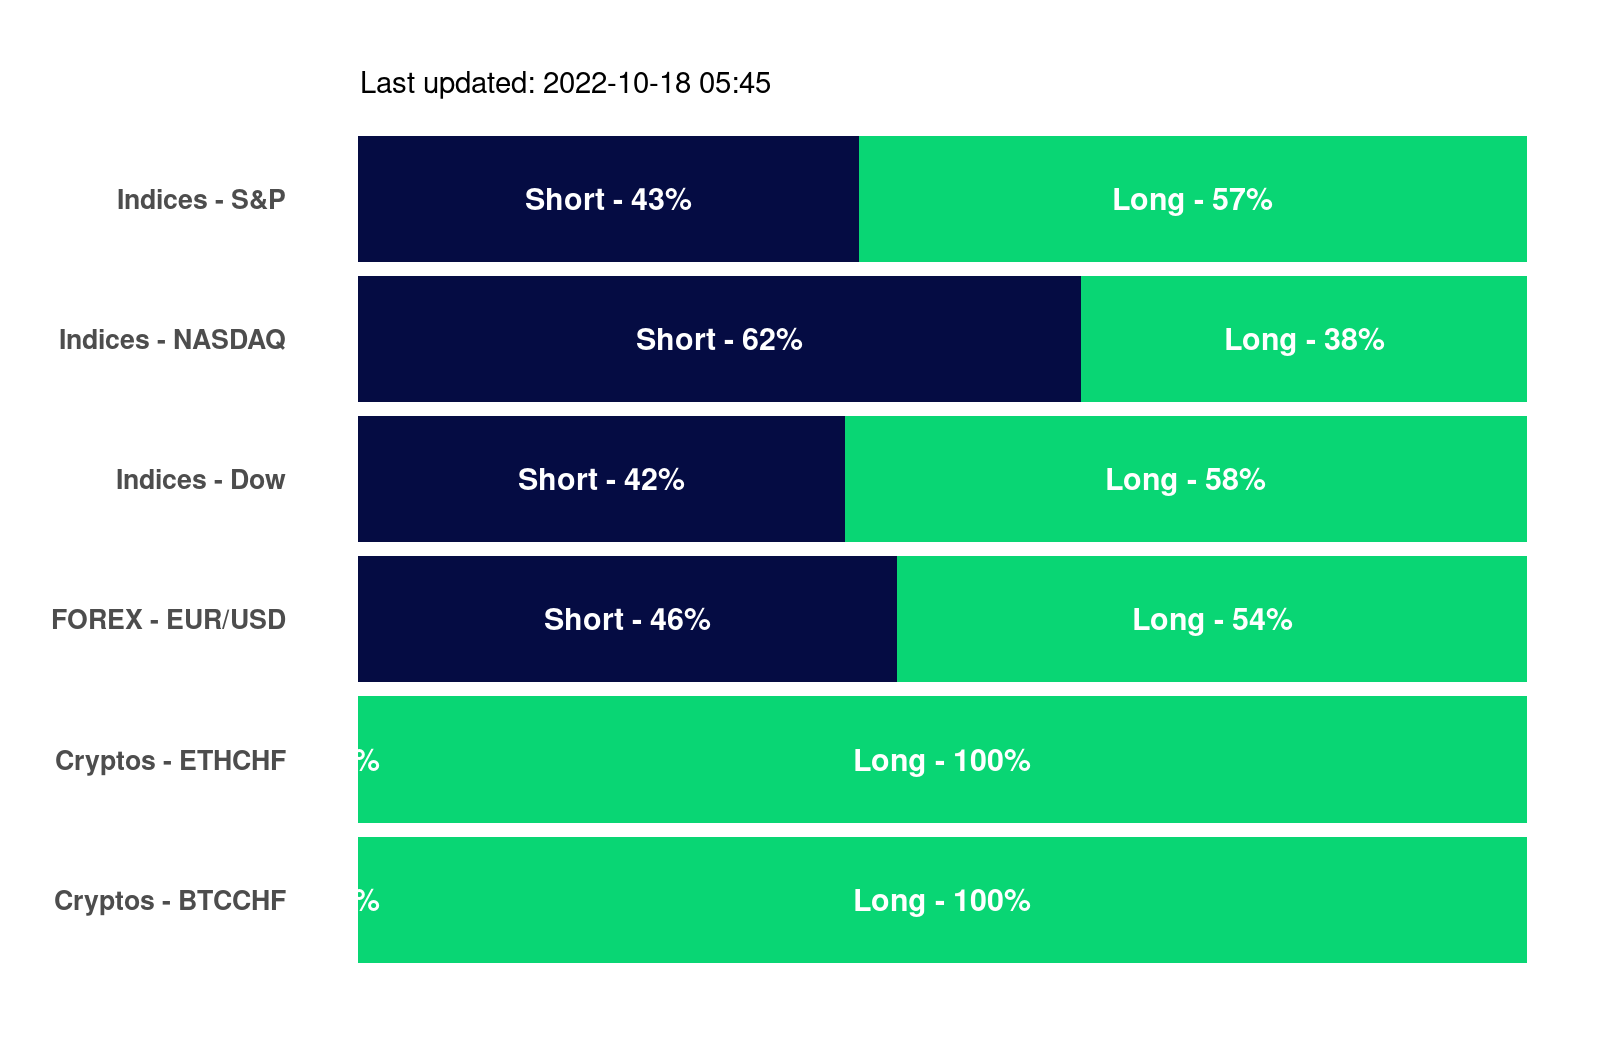 Last updated: 2022-10-18 05:45
Indices - S&P Short - 43% Long - 57%
Indices - NASDAQ Short - 62% Long - 38%
Indices - Dow Short - 42% Long - 58%
FOREX - EUR/USD Short - 46% Long - 54%
Cryptos - ETHCHF % Long - 100%
Cryptos - BTCCHF % Long - 100%